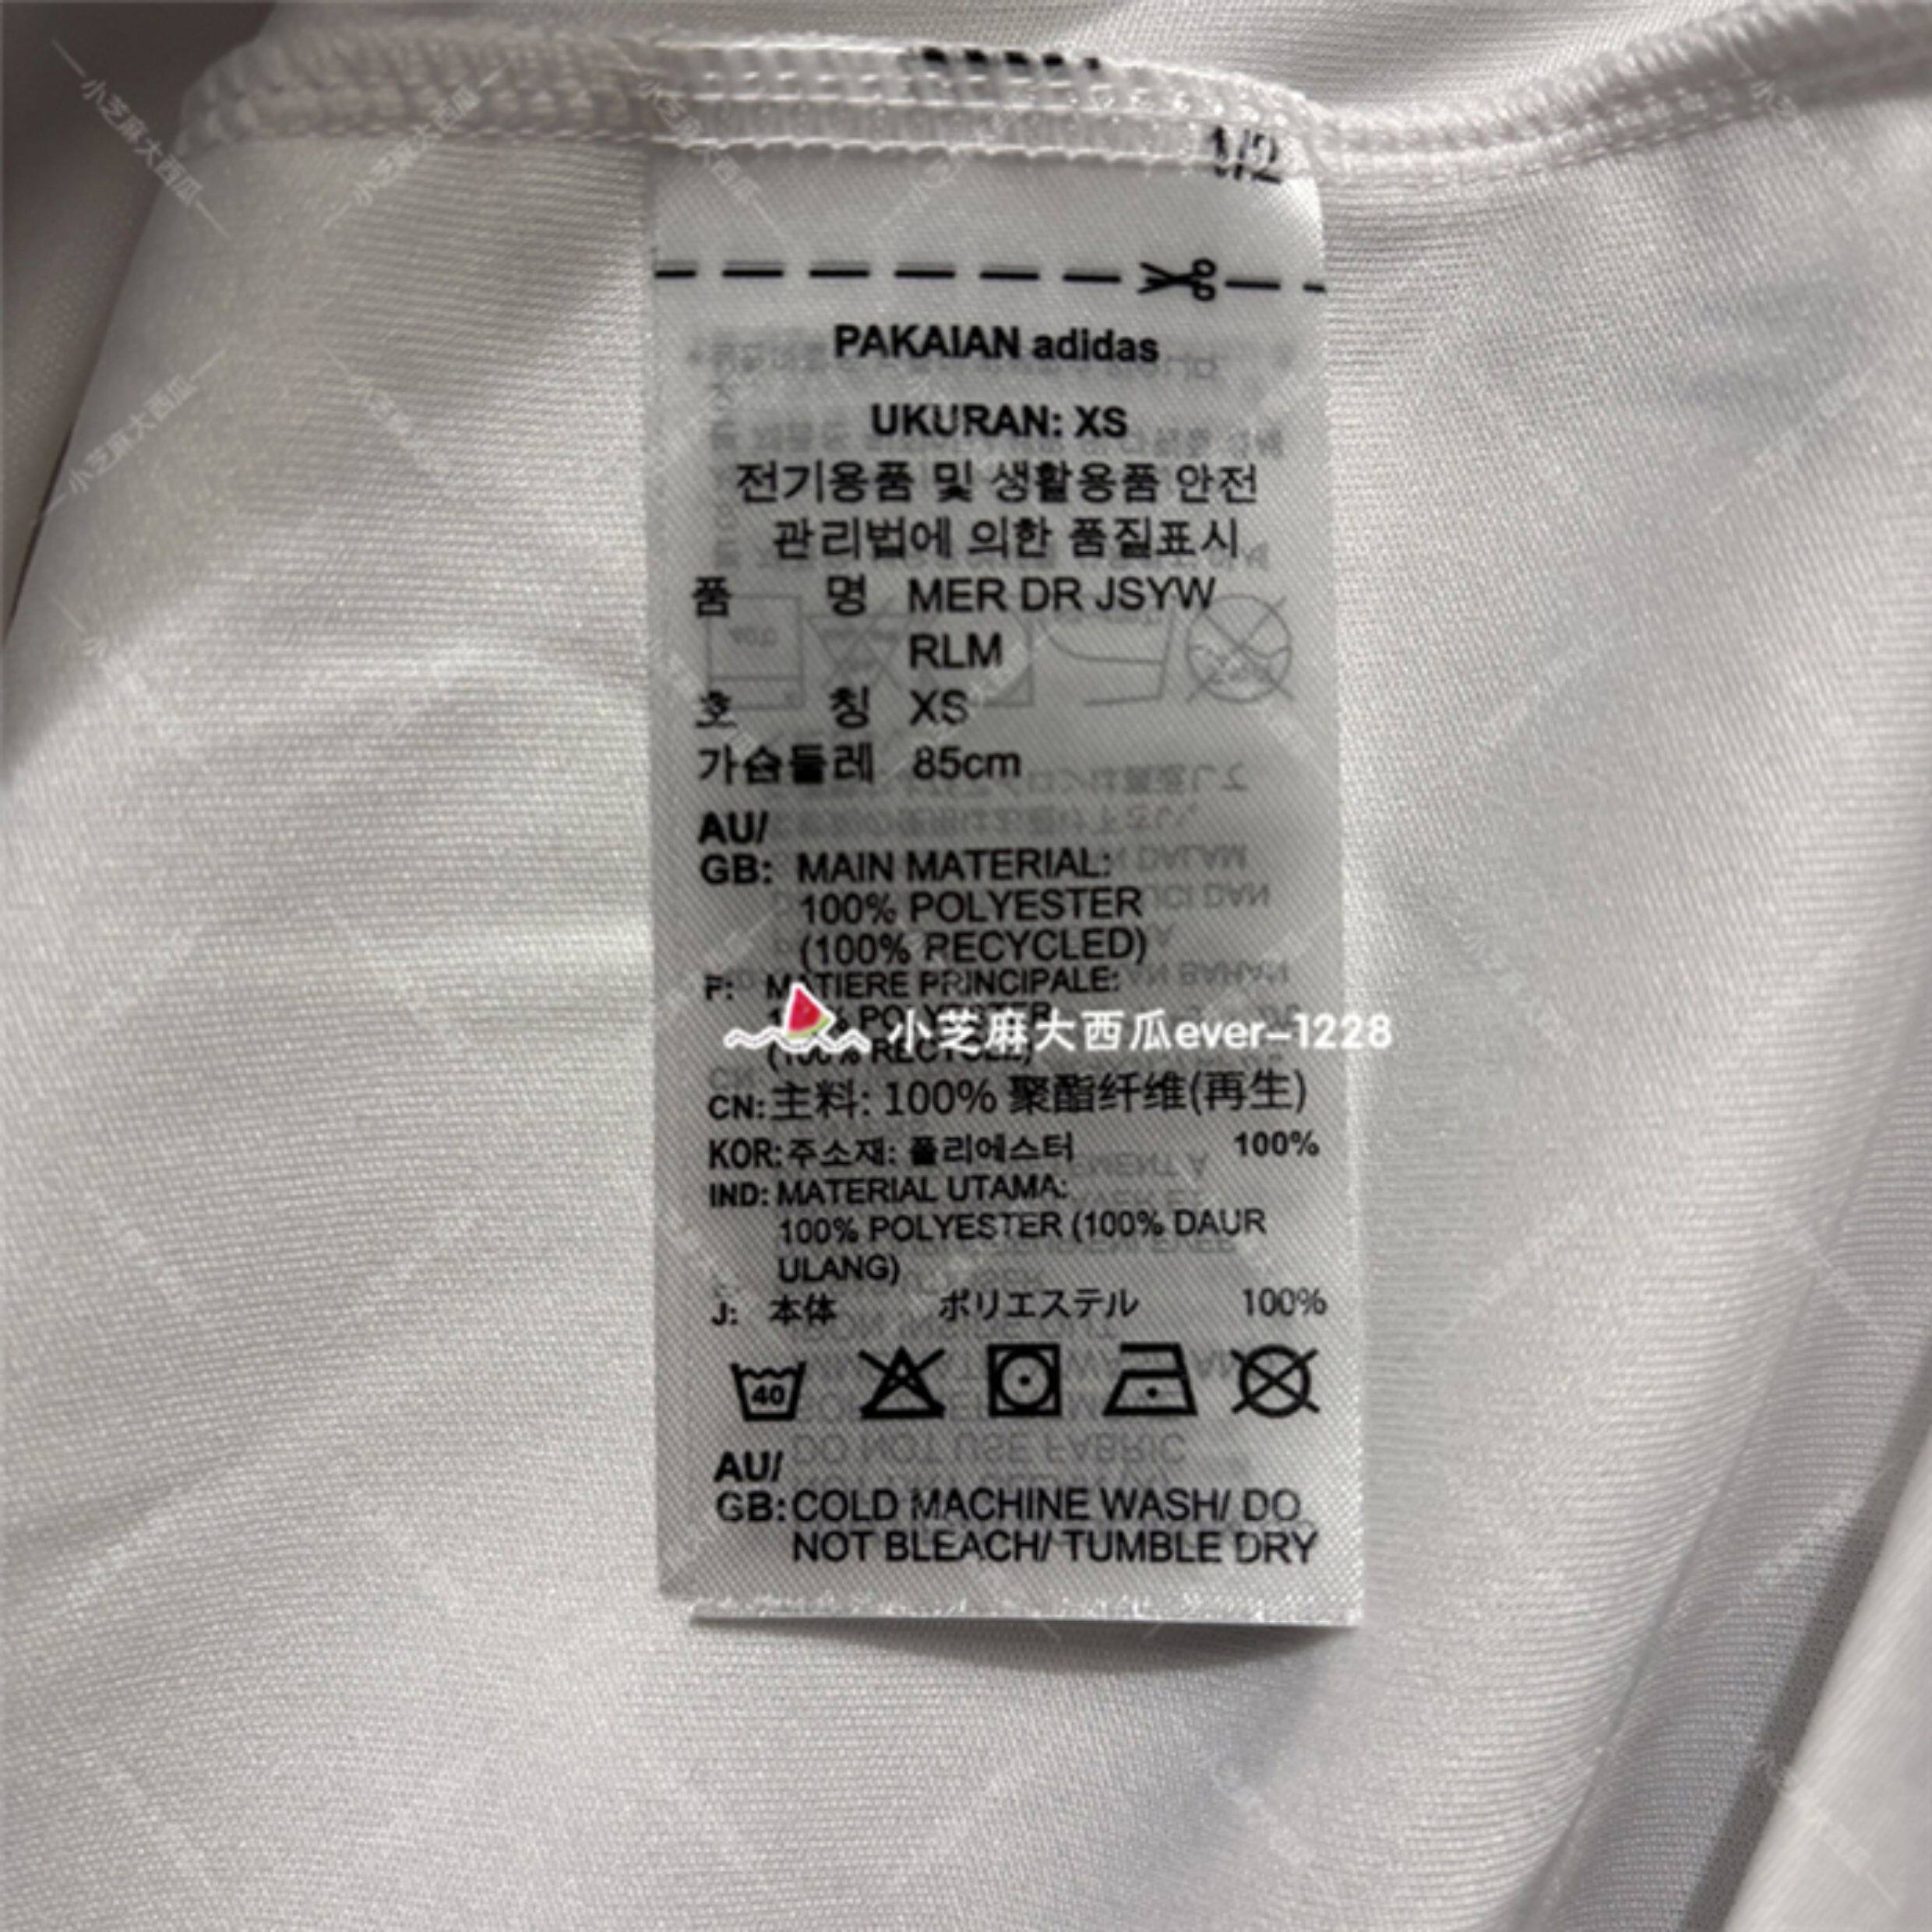 1/2
PAKAIAN adidas
UKURAN: XS
전기용품 및 생활용품 안전
관리법에 의한 품질표시
품 명 MER DR JSYW
RLM
호 칭 XS
가슴둘레 85cm
AU/
GB: MAIN MATERIAL:
100% POLYESTER
(100% RECYCLED)
F: MATIERE PRINCIPALE:
小芝麻大西瓜ever-1228
CN: 主料: 100% 聚酯纤维(再生)
KOR: 주소재: 폴리에스터 100%
IND: MATERIAL UTAMA:
100% POLYESTER (100% DAUR
ULANG)
J: 本体 ポリエステル 100%
40
AU/
GB: COLD MACHINE WASH/ DO
NOT BLEACH/ TUMBLE DRY